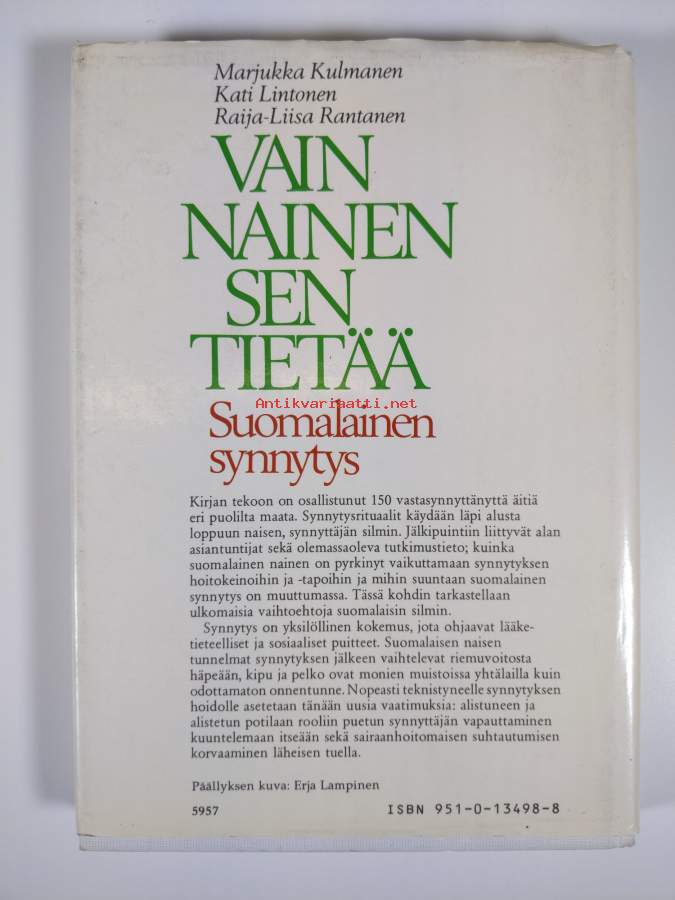 Marjukka Kulmanen
Kati Lintonen
Raija-Liisa Rantanen
VAIN
NAINEN
SEN
TIETÄÄ
Antikvariaatti.net
Suomalainen
synnytys
Kirjan tekoon on osallistunut 150 vastasynnyttänyttä äitiä
eri puolilta maata. Synnytysrituaalit käydään läpi alusta
loppuun naisen, synnyttäjän silmin. Jälkipuintiin liittyvät alan
asiantuntijat sekä olemassaoleva tutkimustieto; kuinka
suomalainen nainen on pyrkinyt vaikuttamaan synnytyksen
hoitokeinoihin ja -tapoihin ja mihin suuntaan suomalainen
synnytys on muuttumassa. Tässä kohdin tarkastellaan
ulkomaisia vaihtoehtoja suomalaisin silmin.
Synnytys on yksilöllinen kokemus, jota ohjaavat lääke-
tieteelliset ja sosiaaliset puitteet. Suomalaisen naisen
tunnelmat synnytyksen jälkeen vaihtelevat riemuvoitosta
häpeään, kipu ja pelko ovat monien muistoissa yhtälailla kuin
odottamaton onnentunne. Nopeasti teknistyneelle synnytyksen
hoidolle asetetaan tänään uusia vaatimuksia: alistuneen ja
alistetun potilaan rooliin puetun synnyttäjän vapauttaminen
kuuntelemaan itseään sekä sairaanhoitomaisen suhtautumisen
korvaaminen läheisen tuella.
Päällyksen kuva: Erja Lampinen
5957 ISBN 951-0-13498-8